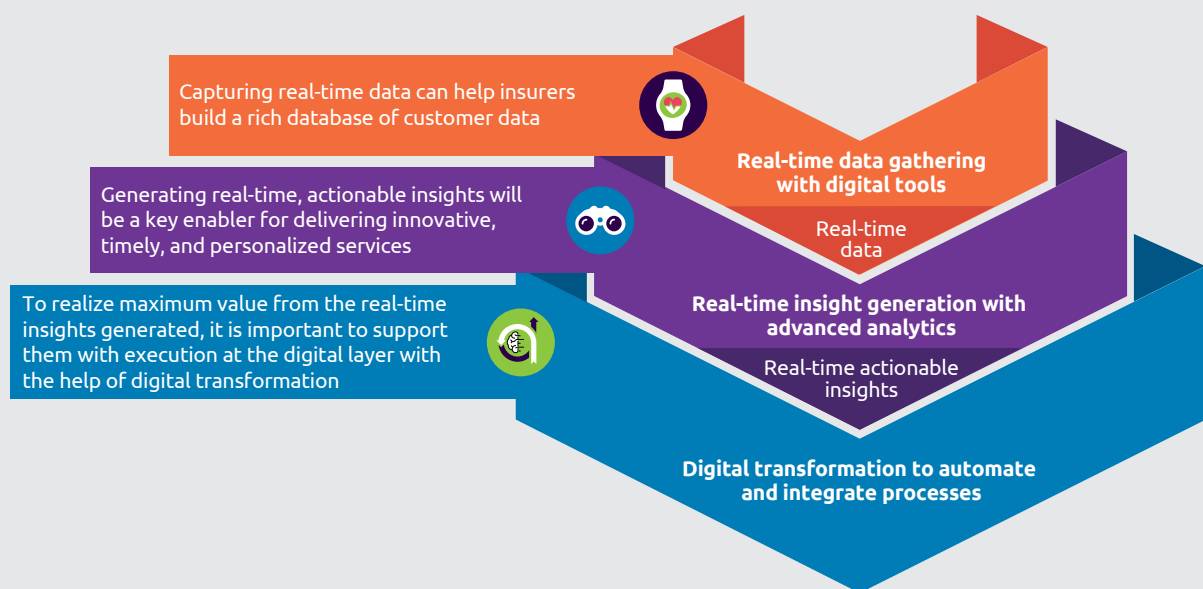 Capturing real-time data can help insurers
build a rich database of customer data
Real-time data gathering
with digital tools
Real-time
data
Generating real-time, actionable insights will
be a key enabler for delivering innovative,
timely, and personalized services
Real-time insight generation with
advanced analytics
Real-time actionable
insights
To realize maximum value from the real-time
insights generated, it is important to support
them with execution at the digital layer with
the help of digital transformation
Digital transformation to automate
and integrate processes